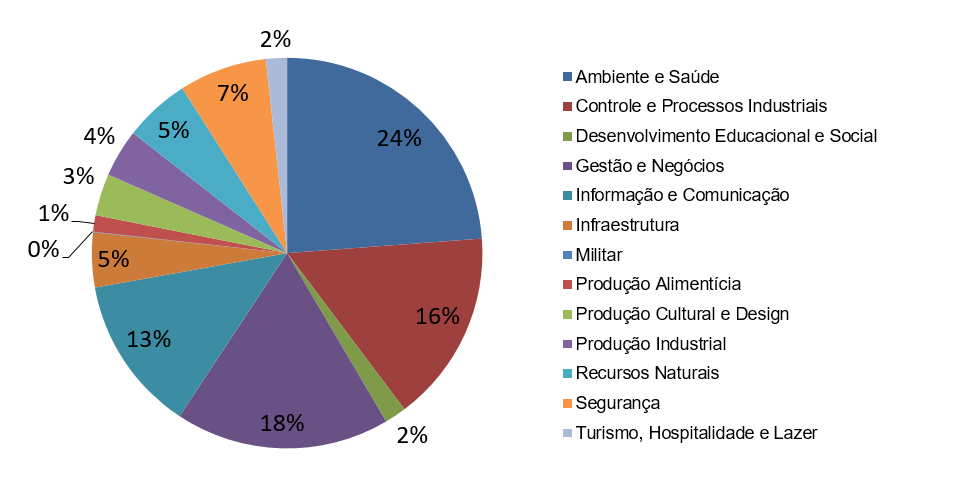 2%
7%
24%
5%
4%
3%
1%
0%
5%
16%
13%
18%
2%
Ambiente e Saúde
Controle e Processos Industriais
Desenvolvimento Educacional e Social
Gestão e Negócios
Informação e Comunicação
Infraestrutura
Militar
Produção Alimentícia
Produção Cultural e Design
Produção Industrial
Recursos Naturais
Segurança
Turismo, Hospitalidade e Lazer